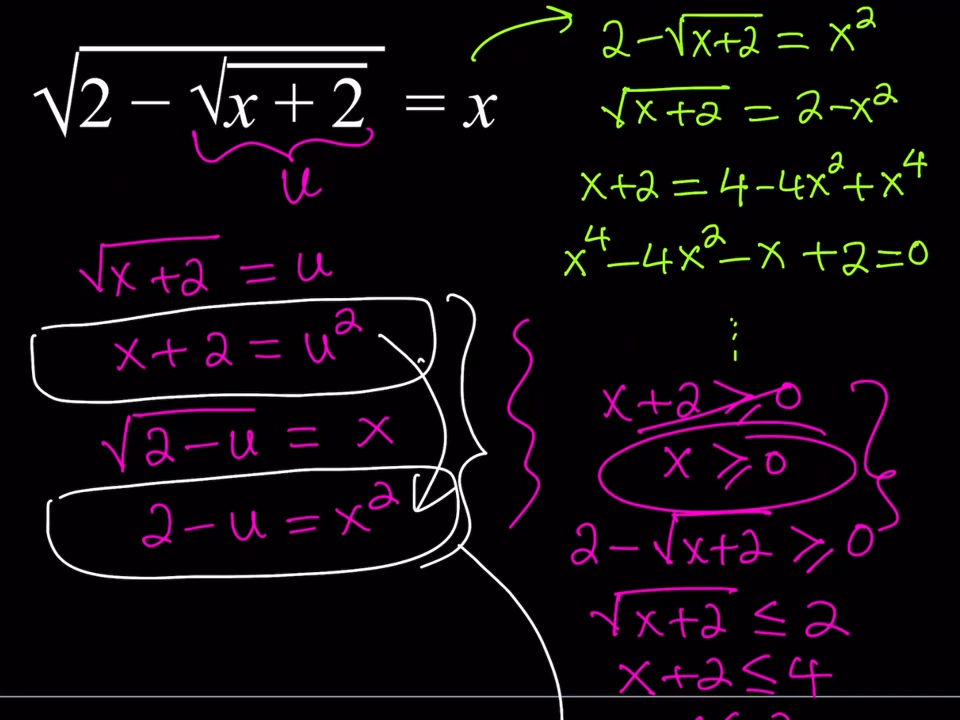 √(2 − √(x + 2)) = x
u
√(x+2) = u
x+2 = u²
√(2−u) = x
2−u = x²
2−√(x+2) = x²
√(x+2) = 2−x²
x+2 = 4−4x²+x⁴
x⁴−4x²−x+2=0
⋮
x+2 ⩾ 0
x ⩾ 0
2−√(x+2) ⩾ 0
√(x+2) ≤ 2
x+2 ≤ 4